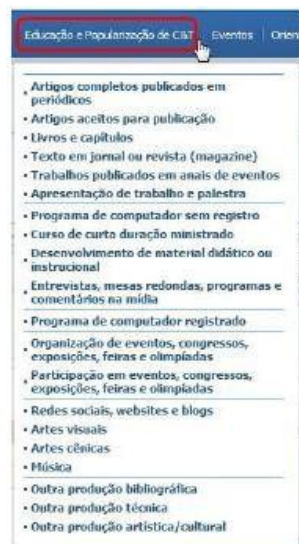 Educação e Popularização de C&T Eventos Orien
• Artigos completos publicados em
periódicos
• Artigos aceitos para publicação
• Livros e capítulos
• Texto em jornal ou revista (magazine)
• Trabalhos publicados em anais de eventos
• Apresentação de trabalho e palestra
• Programa de computador sem registro
• Curso de curta duração ministrado
• Desenvolvimento de material didático ou
instrucional
• Entrevistas, mesas redondas, programas e
comentários na mídia
• Programa de computador registrado
• Organização de eventos, congressos,
exposições, feiras e olimpíadas
• Participação em eventos, congressos,
exposições, feiras e olimpíadas
• Redes sociais, websites e blogs
• Artes visuais
• Artes cênicas
• Música
• Outra produção bibliográfica
• Outra produção técnica
• Outra produção artística/cultural